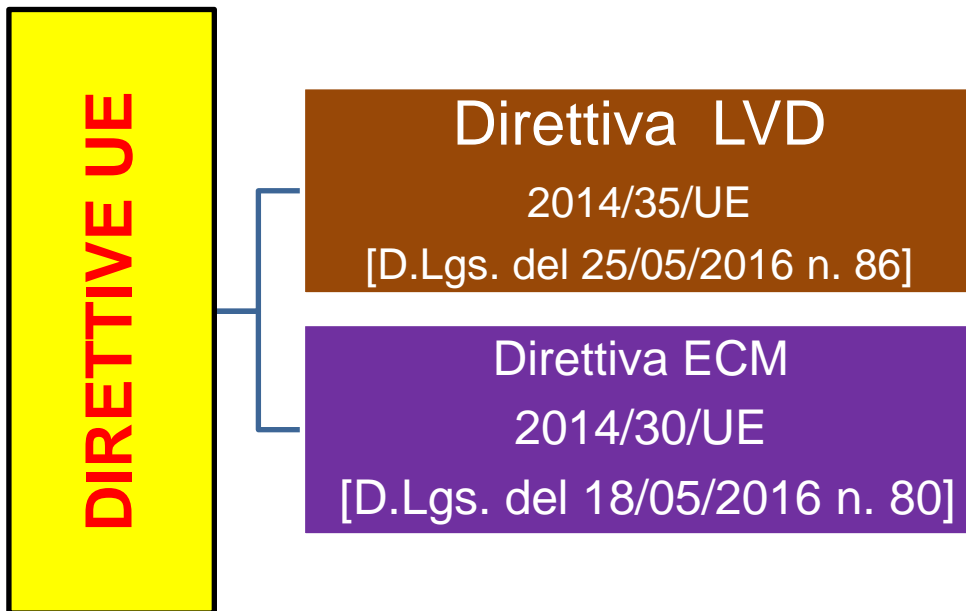 DIRETTIVE UE
Direttiva LVD
2014/35/UE
[D.Lgs. del 25/05/2016 n. 86]
Direttiva ECM
2014/30/UE
[D.Lgs. del 18/05/2016 n. 80]